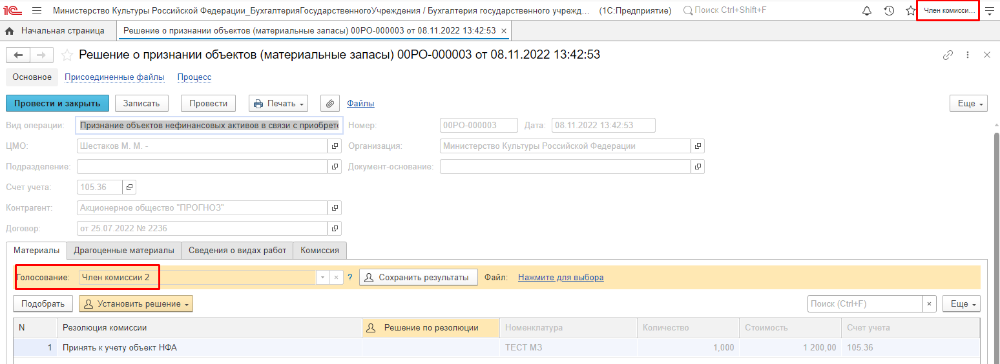 1С Министерство Культуры Российской Федерации_БухгалтерияГосударственногоУчреждения / Бухгалтерия государственного учрежд... (1С:Предприятие) Поиск Ctrl+Shift+F Член комисси...
Начальная страница Решение о признании объектов (материальные запасы) 00РО-000003 от 08.11.2022 13:42:53 ×
Решение о признании объектов (материальные запасы) 00РО-000003 от 08.11.2022 13:42:53
Основное Присоединенные файлы Процесс
Провести и закрыть Записать Провести Печать Файлы Еще
Вид операции: Признание объектов нефинансовых активов в связи с приобрете Номер: 00РО-000003 Дата: 08.11.2022 13:42:53
ЦМО: Шестаков М. М. - Организация: Министерство Культуры Российской Федерации
Подразделение: Документ-основание:
Счет учета: 105.36
Контрагент: Акционерное общество "ПРОГНОЗ"
Договор: от 25.07.2022 № 2236
Материалы Драгоценные материалы Сведения о видах работ Комиссия
Голосование: Член комиссии 2 × ? Сохранить результаты Файл: Нажмите для выбора
Подобрать Установить решение Поиск (Ctrl+F) × Еще
N Резолюция комиссии Решение по резолюции Номенклатура Количество Стоимость Счет учета
1 Принять к учету объект НФА ТЕСТ МЗ 1,000 1 200,00 105.36